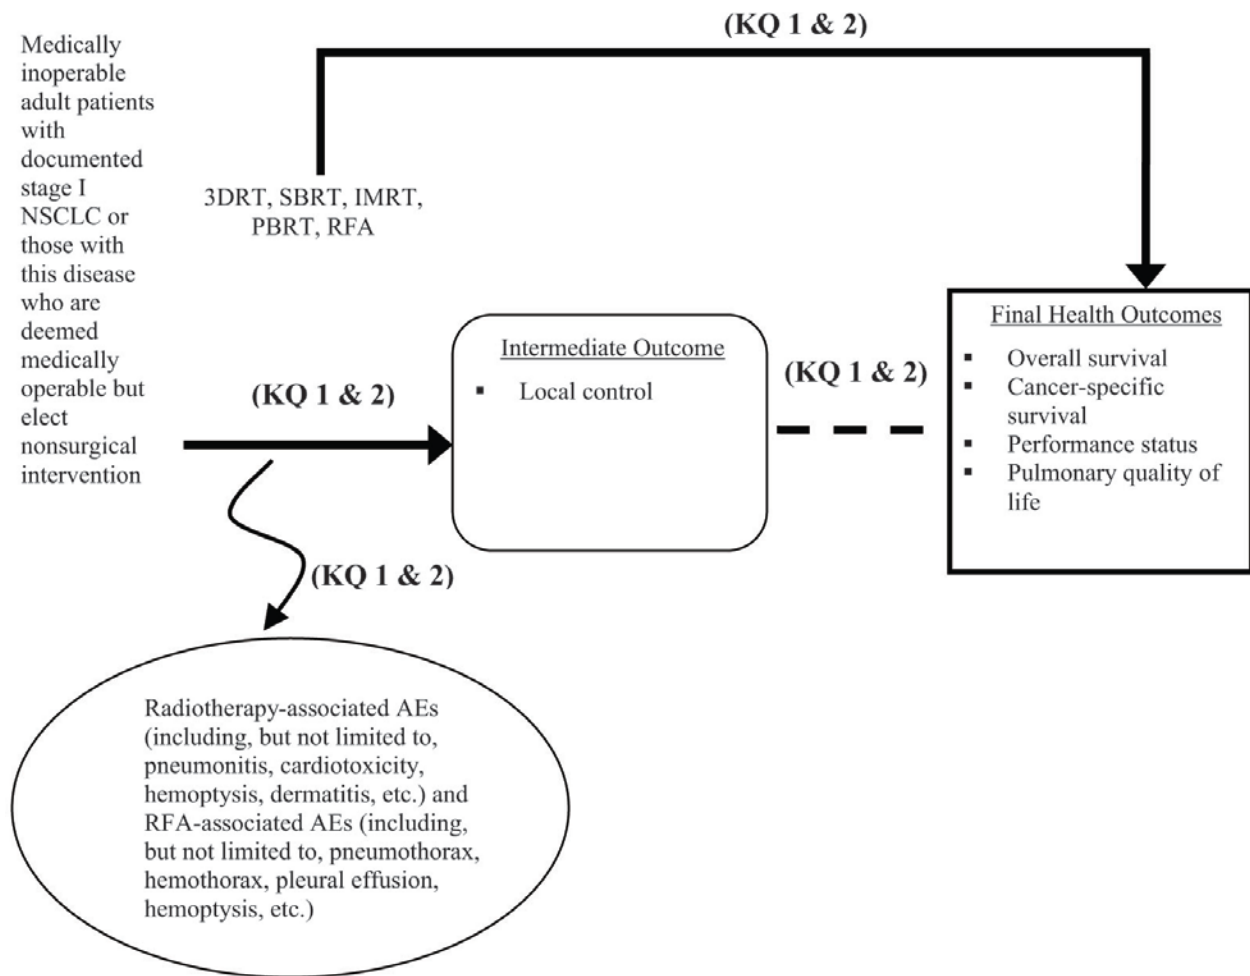 Medically
inoperable
adult patients
with
documented
stage I
NSCLC or
those with
this disease
who are
deemed
medically
operable but
elect
nonsurgical
intervention
(KQ 1 & 2)
3DRT, SBRT, IMRT,
PBRT, RFA
(KQ 1 & 2)
Intermediate Outcome
▪ Local control
(KQ 1 & 2)
Final Health Outcomes
▪ Overall survival
▪ Cancer-specific
survival
▪ Performance status
▪ Pulmonary quality of
life
(KQ 1 & 2)
Radiotherapy-associated AEs
(including, but not limited to,
pneumonitis, cardiotoxicity,
hemoptysis, dermatitis, etc.) and
RFA-associated AEs (including,
but not limited to, pneumothorax,
hemothorax, pleural effusion,
hemoptysis, etc.)